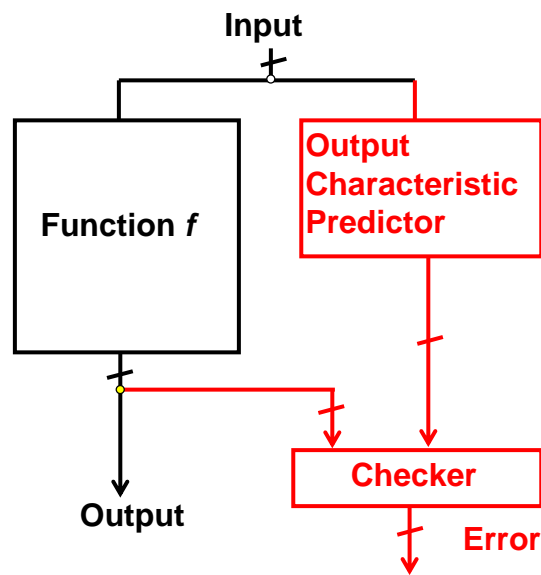 Input
Function f
Output
Characteristic
Predictor
Checker
Output
Error